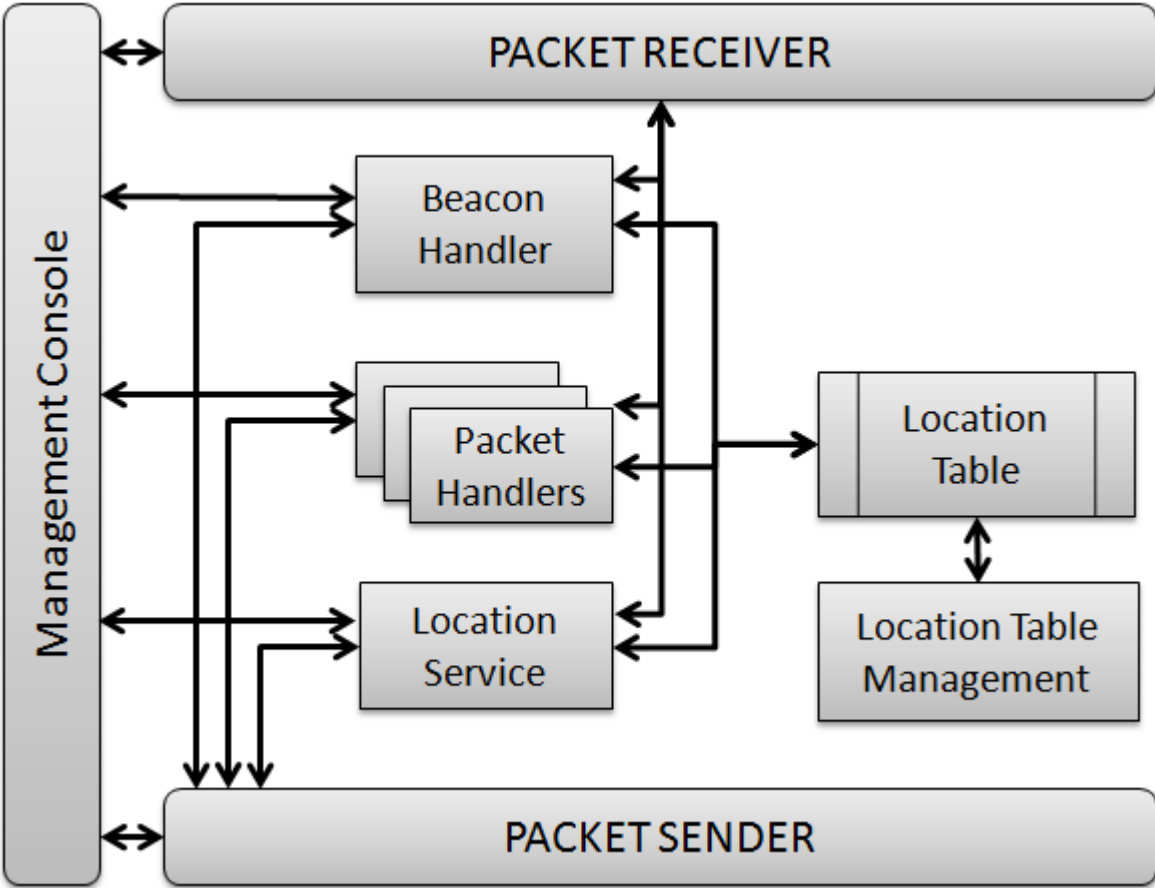 PACKET RECEIVER
Management Console
Beacon
Handler
Packet
Handlers
Location
Table
Location
Service
Location Table
Management
PACKET SENDER